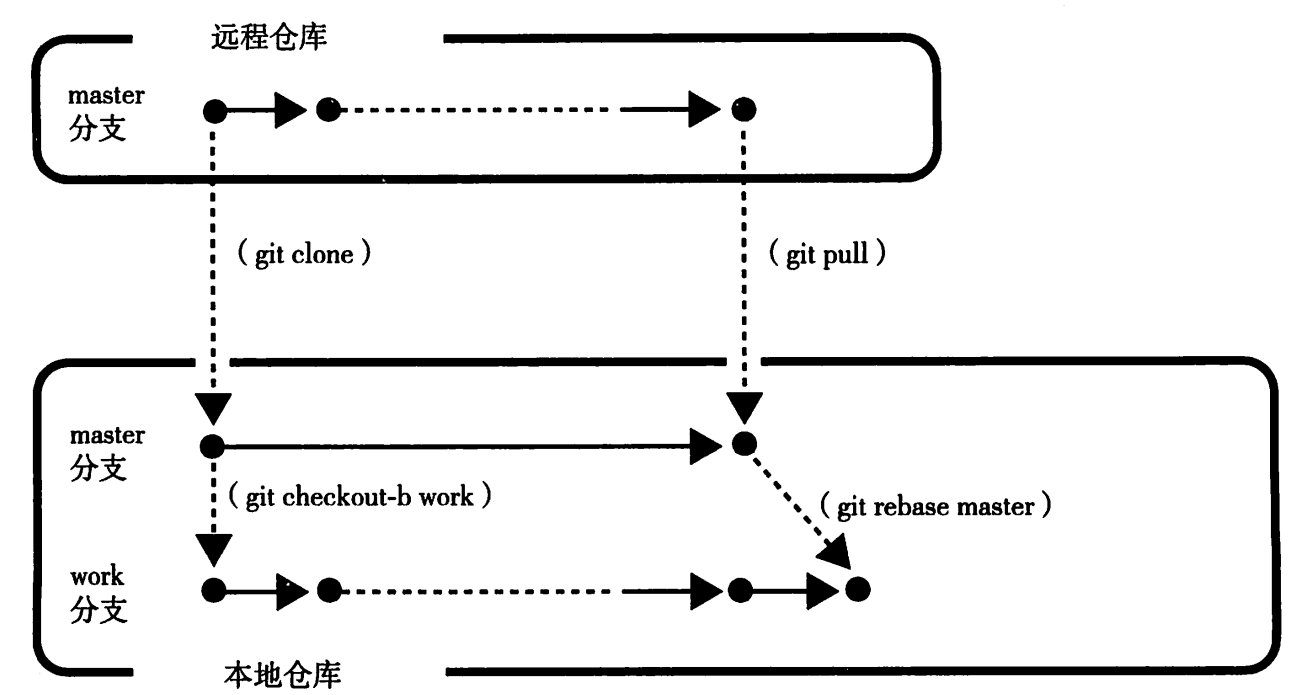 远程仓库
master
分支
（git clone）
（git pull）
master
分支
（git checkout-b work）
（git rebase master）
work
分支
本地仓库